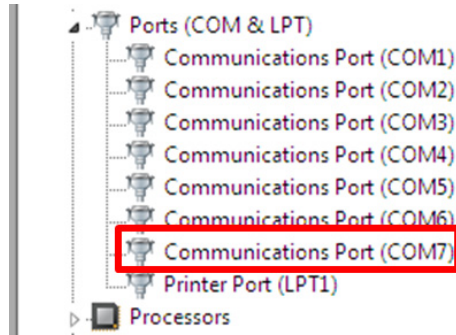 Ports (COM & LPT)
Communications Port (COM1)
Communications Port (COM2)
Communications Port (COM3)
Communications Port (COM4)
Communications Port (COM5)
Communications Port (COM6)
Communications Port (COM7)
Printer Port (LPT1)
Processors